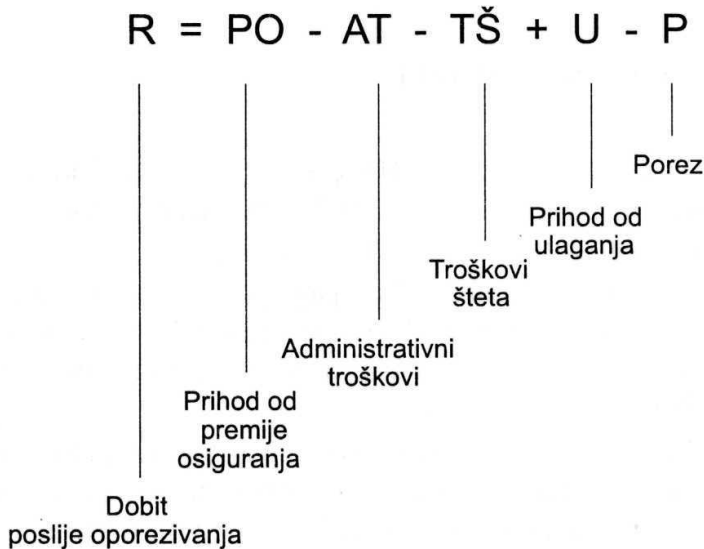 R = PO - AT - TŠ + U - P
Porez
Prihod od
ulaganja
Troškovi
šteta
Administrativni
troškovi
Prihod od
premije
osiguranja
Dobit
poslije oporezivanja